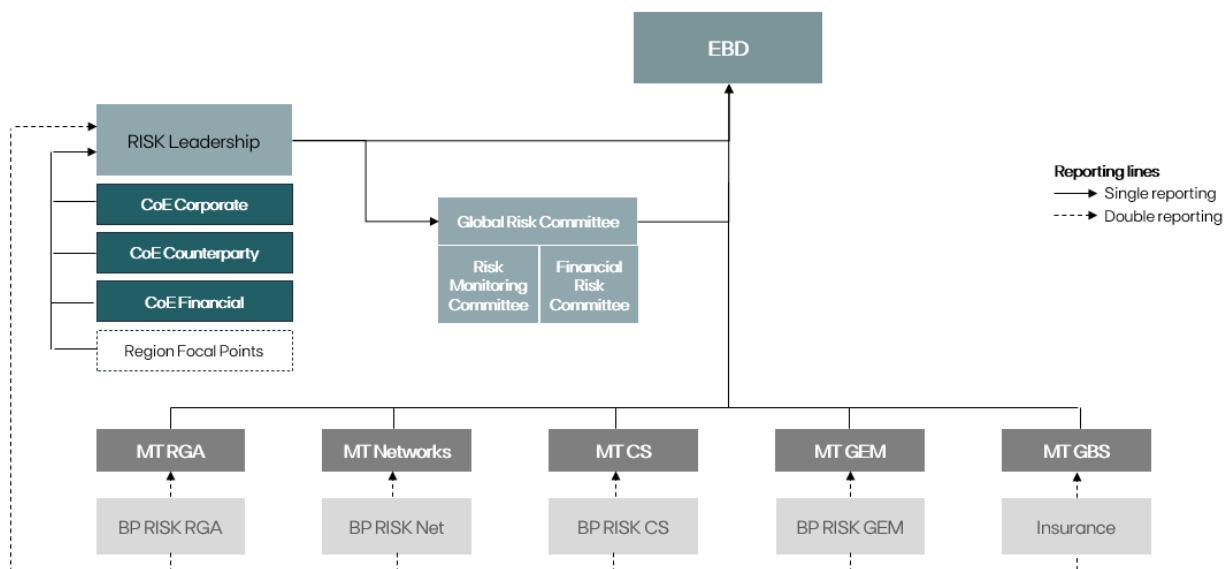 EBD
RISK Leadership
CoE Corporate
CoE Counterparty
CoE Financial
Region Focal Points
Global Risk Committee
Risk
Monitoring
Committee
Financial
Risk
Committee
Reporting lines
Single reporting
Double reporting
MT RGA
MT Networks
MT CS
MT GEM
MT GBS
BP RISK RGA
BP RISK Net
BP RISK CS
BP RISK GEM
Insurance